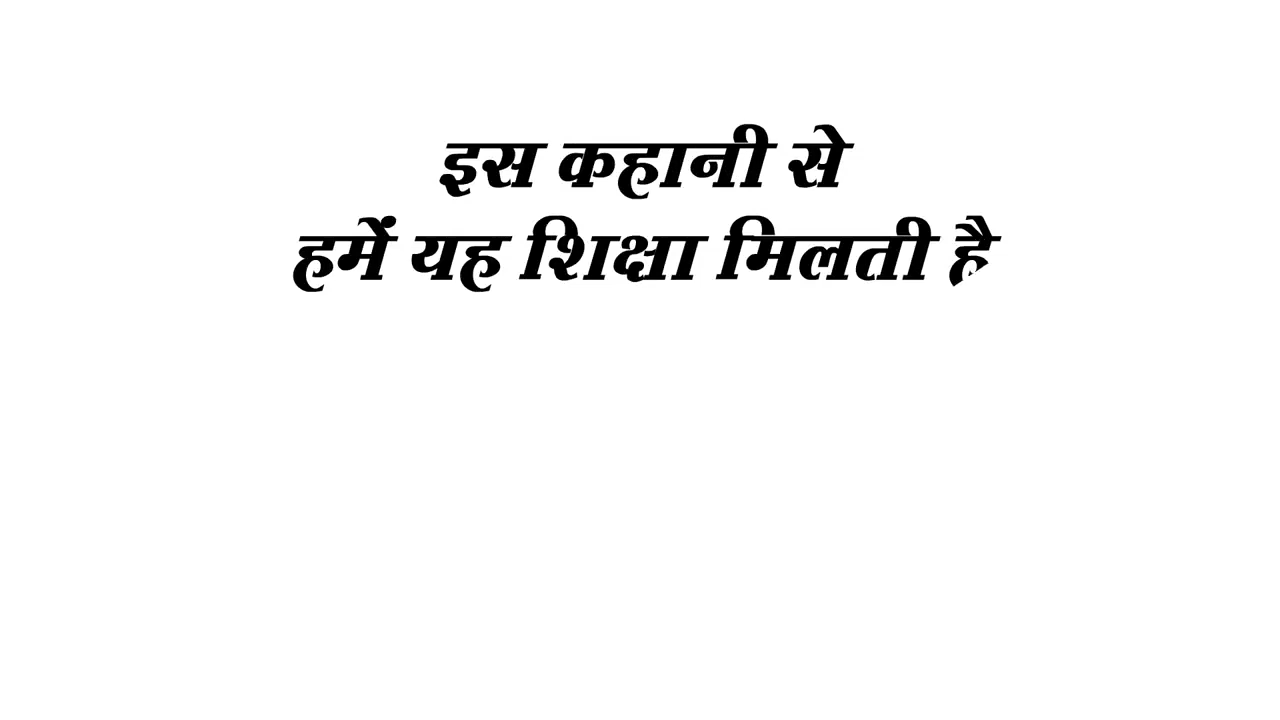 इस कहानी से
हमें यह शिक्षा मिलती है